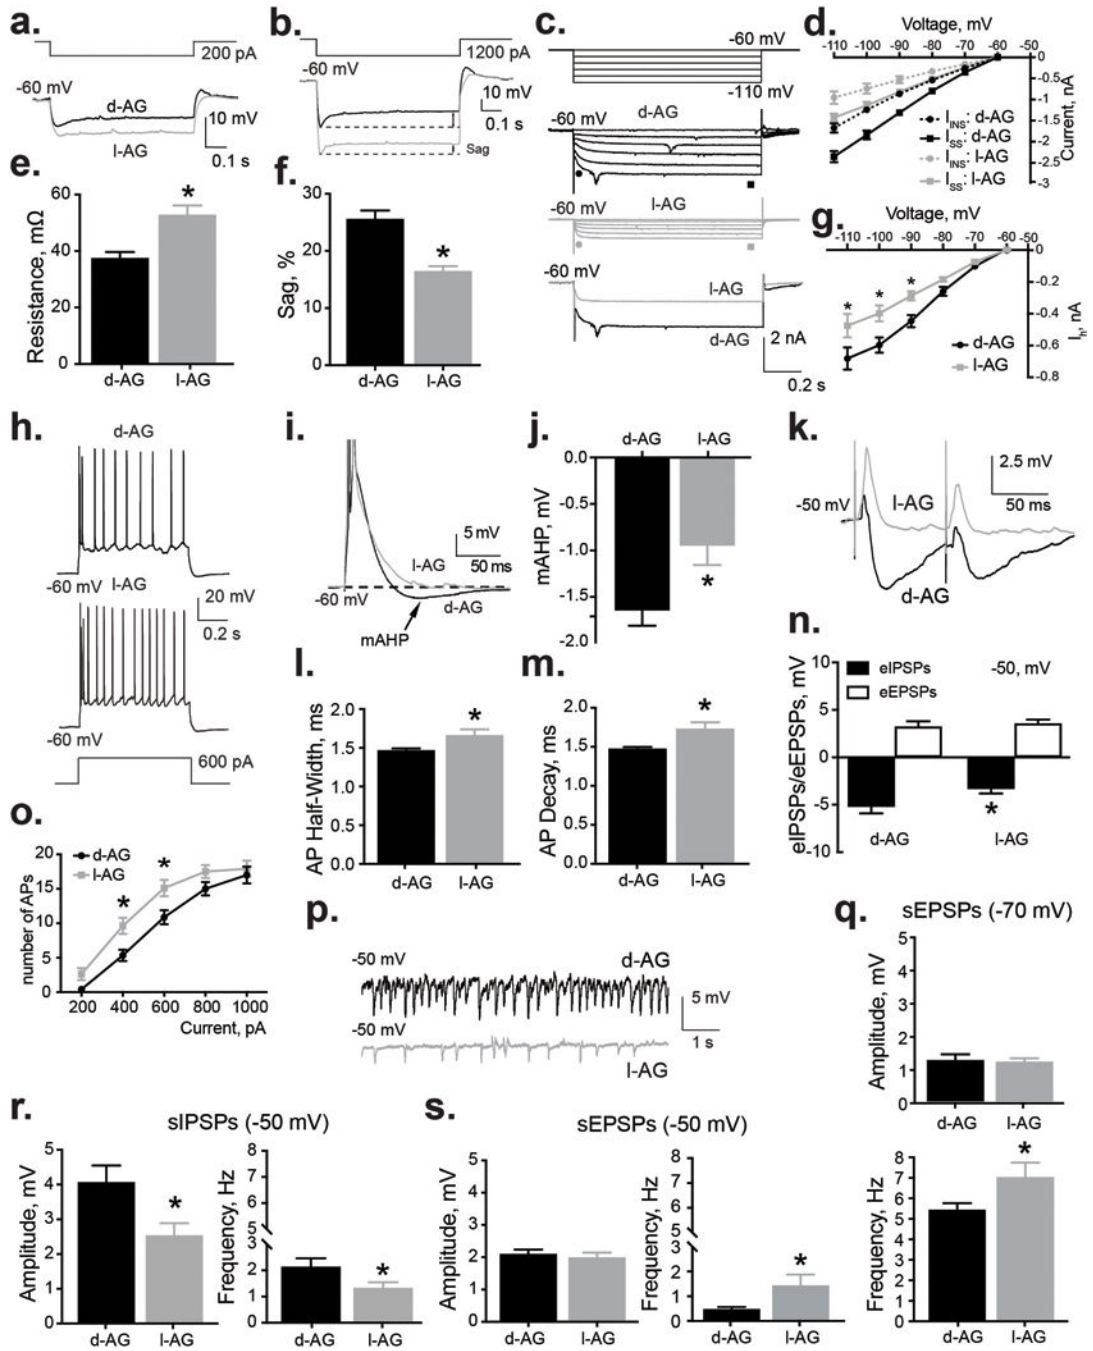 a.
200 pA
-60 mV
d-AG
l-AG
10 mV
0.1 s
b.
1200 pA
-60 mV
10 mV
0.1 s
Sag
c.
-60 mV
-110 mV
-60 mV
d-AG
-60 mV
l-AG
-60 mV
l-AG
d-AG
2 nA
0.2 s
d.
Voltage, mV
-110 -100 -90 -80 -70 -60 -50
0
-0.5
-1
-1.5
-2
-2.5
-3
Current, nA
I INS: d-AG
I SS: d-AG
I INS: l-AG
I SS: l-AG
e.
Resistance, mΩ
60
40
20
0
*
d-AG l-AG
f.
Sag, %
30
20
10
0
*
d-AG l-AG
g.
Voltage, mV
-110 -100 -90 -80 -70 -60 -50
0
-0.2
-0.4
-0.6
-0.8
* * *
I h, nA
d-AG
l-AG
h.
d-AG
-60 mV
l-AG
20 mV
0.2 s
-60 mV
600 pA
i.
5 mV
50 ms
l-AG
-60 mV
d-AG
mAHP
j.
d-AG l-AG
mAHP, mV
0.0
-0.5
-1.0
-1.5
-2.0
*
k.
2.5 mV
50 ms
-50 mV
l-AG
d-AG
l.
AP Half-Width, ms
2.0
1.5
1.0
0.5
0.0
*
d-AG l-AG
m.
AP Decay, ms
2.0
1.5
1.0
0.5
0.0
*
d-AG l-AG
n.
eIPSPs/eEPSPs, mV
10
5
0
-5
-10
eIPSPs
eEPSPs
-50, mV
*
d-AG l-AG
o.
number of APs
20
15
10
5
0
d-AG
l-AG
* *
200 400 600 800 1000
Current, pA
p.
-50 mV
d-AG
-50 mV
l-AG
5 mV
1 s
q.
sEPSPs (-70 mV)
Amplitude, mV
5
4
3
2
1
0
d-AG l-AG
Frequency, Hz
8
7
6
5
4
3
2
1
0
*
d-AG l-AG
r.
sIPSPs (-50 mV)
Amplitude, mV
5
4
3
2
1
0
*
d-AG l-AG
Frequency, Hz
8
7
6
5
3
2
1
0
*
d-AG l-AG
s.
sEPSPs (-50 mV)
Amplitude, mV
5
4
3
2
1
0
d-AG l-AG
Frequency, Hz
8
7
6
5
3
2
1
0
*
d-AG l-AG